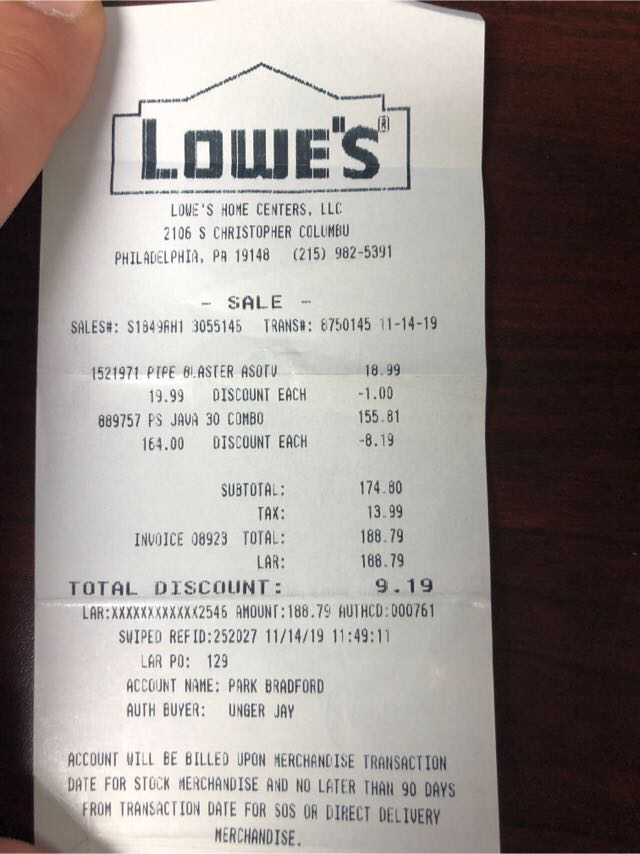 LOWE'S®
LOWE'S HOME CENTERS, LLC
2106 S CHRISTOPHER COLUMBU
PHILADELPHIA, PA 19148 (215) 982-5391
- SALE -
SALES#: S1849RH1 3055146 TRANS#: 8750145 11-14-19
1521971 PIPE BLASTER ASOTV 18.99
19.99 DISCOUNT EACH -1.00
889757 PS JAVA 30 COMBO 155.81
164.00 DISCOUNT EACH -8.19
SUBTOTAL: 174.80
TAX: 13.99
INVOICE 08923 TOTAL: 188.79
LAR: 188.79
TOTAL DISCOUNT: 9.19
LAR:XXXXXXXXXXXX2546 AMOUNT:188.79 AUTHCD:000761
SWIPED REFID:252027 11/14/19 11:49:11
LAR PO: 129
ACCOUNT NAME: PARK BRADFORD
AUTH BUYER: UNGER JAY
ACCOUNT WILL BE BILLED UPON MERCHANDISE TRANSACTION
DATE FOR STOCK MERCHANDISE AND NO LATER THAN 90 DAYS
FROM TRANSACTION DATE FOR SOS OR DIRECT DELIVERY
MERCHANDISE.